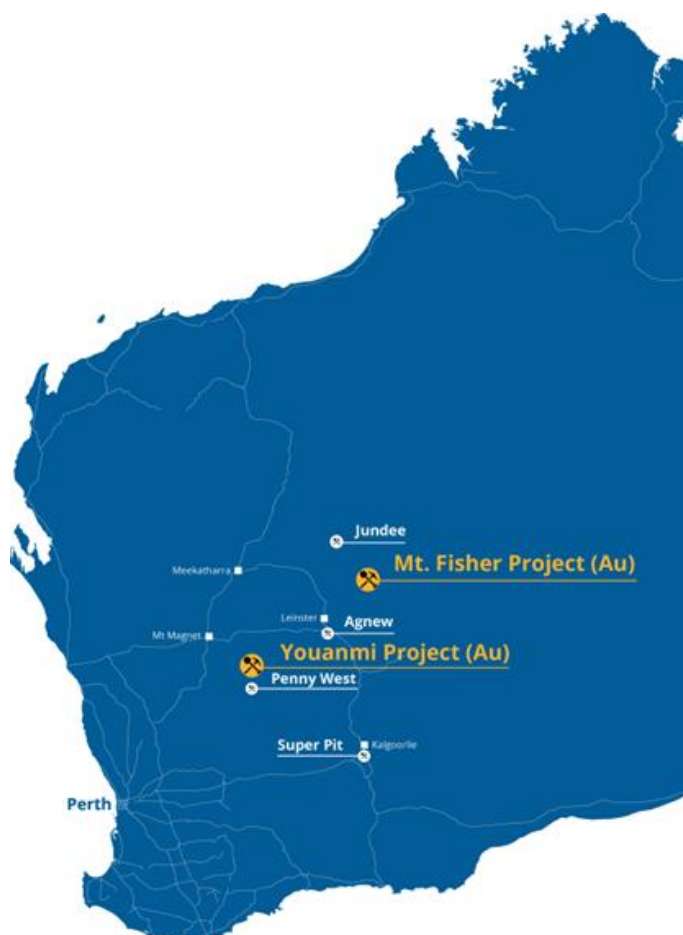 Jundee
Mt. Fisher Project (Au)
Meekatharra
Leinster
Agnew
Mt Magnet
Youanmi Project (Au)
Penny West
Super Pit
Kalgoorlie
Perth